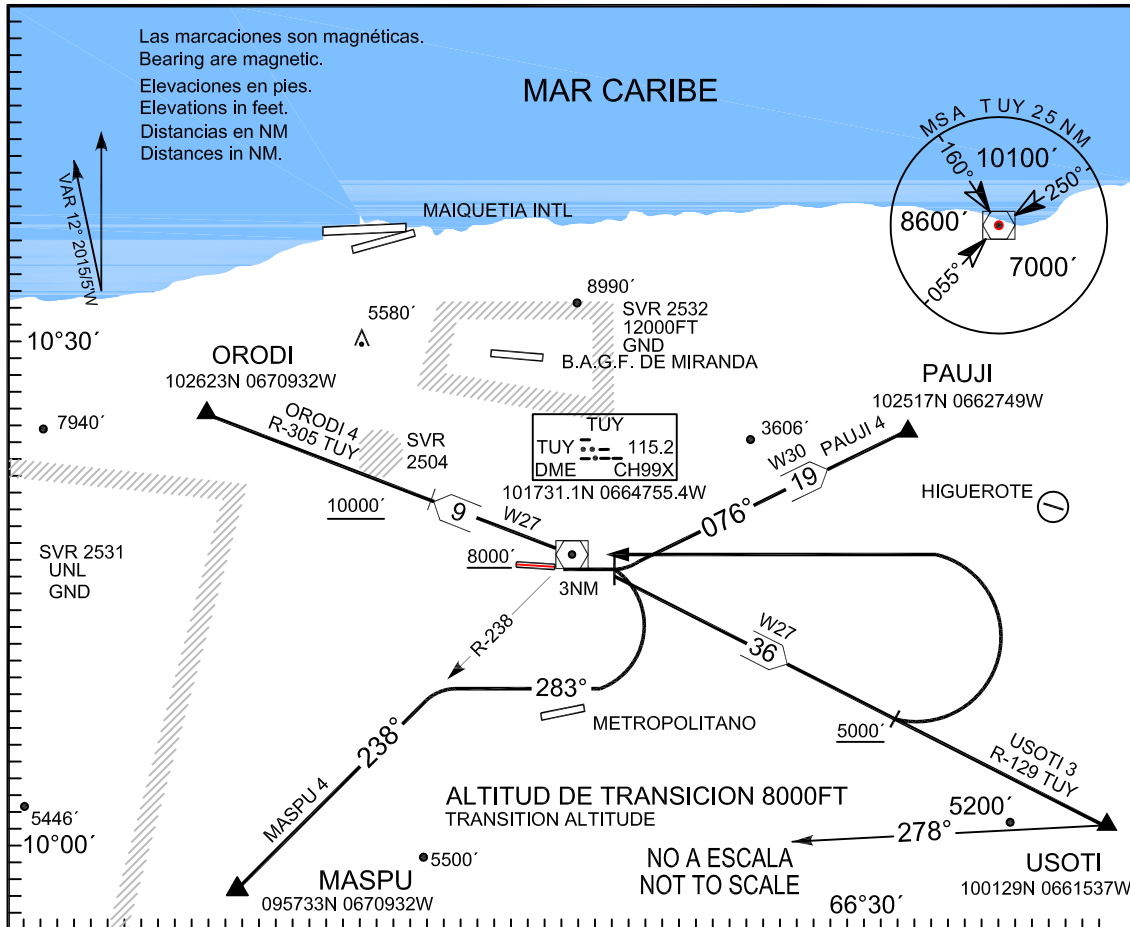 Las marcaciones son magnéticas.
Bearing are magnetic.
Elevaciones en pies.
Elevations in feet.
Distancias en NM
Distances in NM.
MAR CARIBE
MSA TUY 25 NM
160°
10100´
250°
8600´
7000´
055°
VAR 12° 2015/5'W
MAIQUETIA INTL
5580´
8990´
SVR 2532
12000FT
GND
B.A.G.F. DE MIRANDA
10°30´
ORODI
102623N 0670932W
PAUJI
102517N 0662749W
7940´
ORODI 4
R-305 TUY
SVR
2504
TUY
TUY 115.2
DME CH99X
101731.1N 0664755.4W
3606´
W30
PAUJI 4
19
076°
HIGUEROTE
10000´
9
W27
8000´
3NM
SVR 2531
UNL
GND
R-238
W27
36
283°
METROPOLITANO
5000´
238°
MASPU 4
USOTI 3
R-129 TUY
ALTITUD DE TRANSICION 8000FT
TRANSITION ALTITUDE
5200´
278°
5446´
10°00´
5500´
NO A ESCALA
NOT TO SCALE
MASPU
095733N 0670932W
USOTI
100129N 0661537W
66°30´